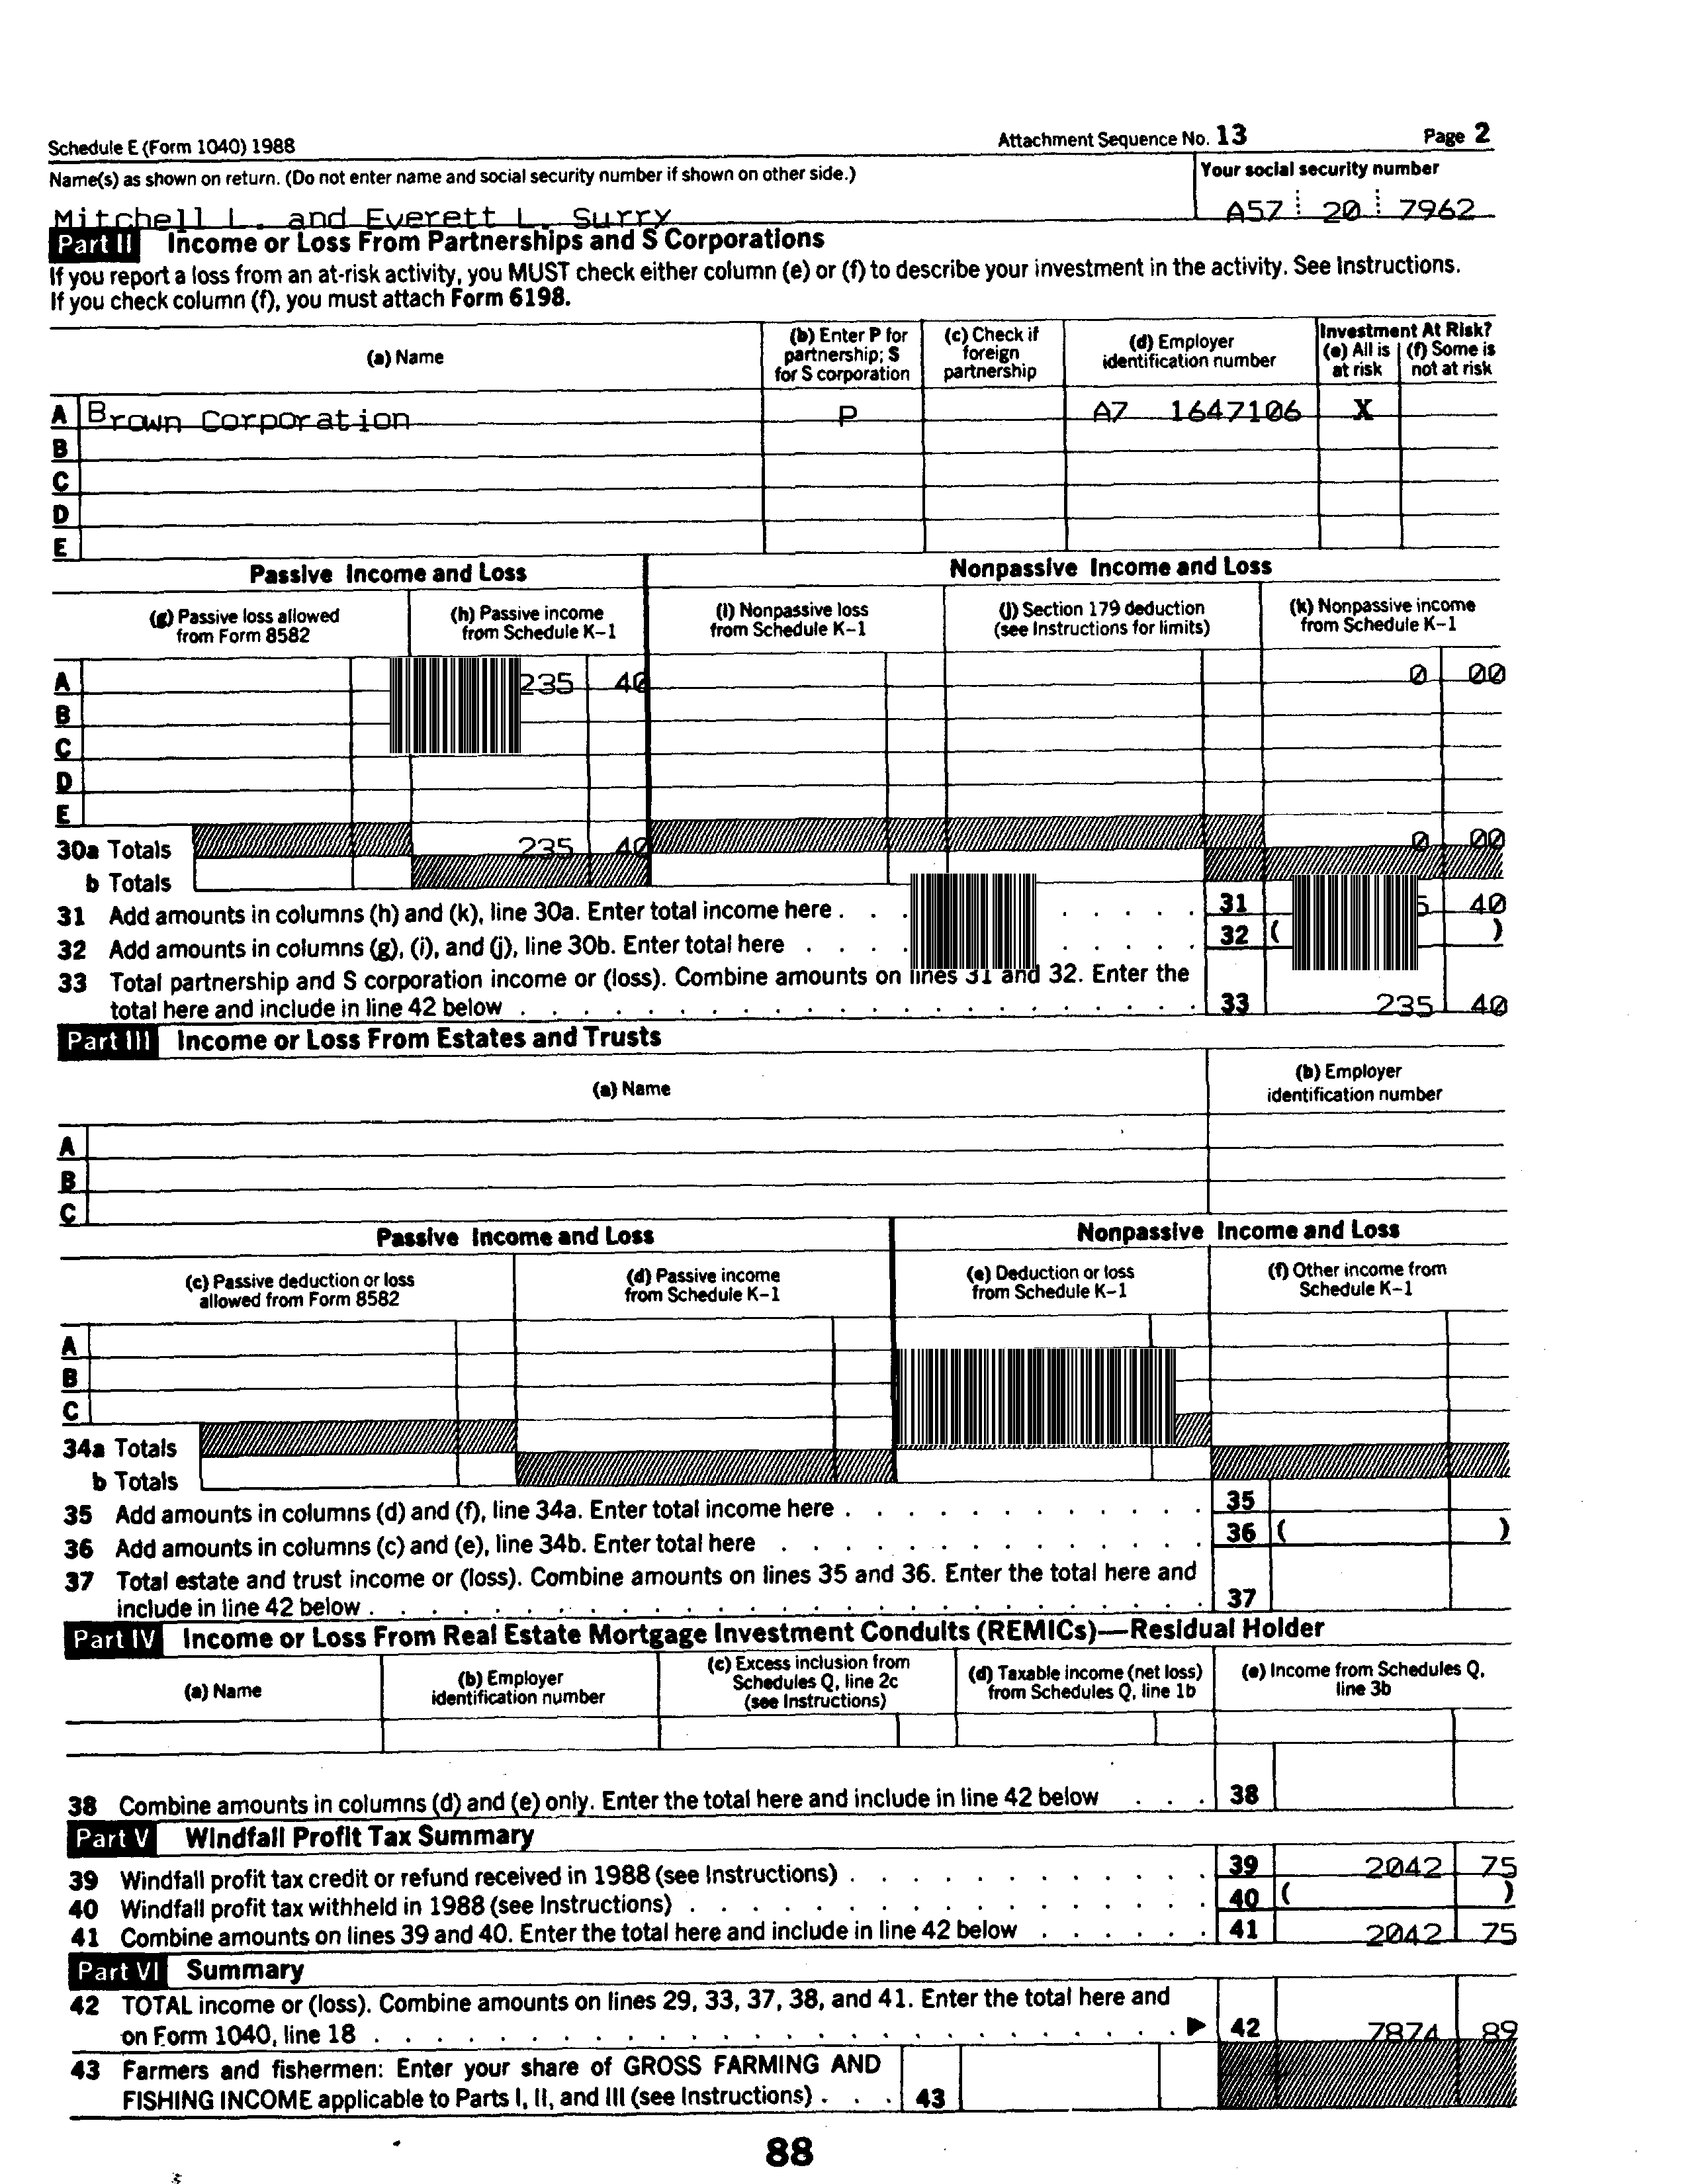 Schedule E (Form 1040) 1988 Attachment Sequence No. 13 Page 2
Name(s) as shown on return. (Do not enter name and social security number if shown on other side.) Your social security number
Mitchell L. and Everett L. Surry A57 20 7962
Part II Income or Loss From Partnerships and S Corporations
If you report a loss from an at-risk activity, you MUST check either column (e) or (f) to describe your investment in the activity. See Instructions.
If you check column (f), you must attach Form 6198.
(a) Name (b) Enter P for partnership; S for S corporation (c) Check if foreign partnership (d) Employer identification number Investment At Risk? (e) All is at risk (f) Some is not at risk
A Brown Corporation P A7 1647106 X
B
C
D
E
Passive Income and Loss Nonpassive Income and Loss
(g) Passive loss allowed from Form 8582 (h) Passive income from Schedule K-1 (i) Nonpassive loss from Schedule K-1 (j) Section 179 deduction (see Instructions for limits) (k) Nonpassive income from Schedule K-1
A 235 40 0 00
B
C
D
E
30a Totals 235 40 0 00
b Totals
31 Add amounts in columns (h) and (k), line 30a. Enter total income here . . . . . . . . 31 5 40
32 Add amounts in columns (g), (i), and (j), line 30b. Enter total here . . . . . . . . . 32 ( )
33 Total partnership and S corporation income or (loss). Combine amounts on lines 31 and 32. Enter the
total here and include in line 42 below . . . . . . . . . . . . . . . . . . . . . . 33 235 40
Part III Income or Loss From Estates and Trusts
(a) Name (b) Employer identification number
A
B
C
Passive Income and Loss Nonpassive Income and Loss
(c) Passive deduction or loss allowed from Form 8582 (d) Passive income from Schedule K-1 (e) Deduction or loss from Schedule K-1 (f) Other income from Schedule K-1
A
B
C
34a Totals
b Totals
35 Add amounts in columns (d) and (f), line 34a. Enter total income here . . . . . . . . . . . . 35
36 Add amounts in columns (c) and (e), line 34b. Enter total here . . . . . . . . . . . . . . 36 ( )
37 Total estate and trust income or (loss). Combine amounts on lines 35 and 36. Enter the total here and
include in line 42 below . . . . . . . . . . . . . . . . . . . . . . . . . . . 37
Part IV Income or Loss From Real Estate Mortgage Investment Conduits (REMICs)—Residual Holder
(a) Name (b) Employer identification number (c) Excess inclusion from Schedules Q, line 2c (see Instructions) (d) Taxable income (net loss) from Schedules Q, line 1b (e) Income from Schedules Q, line 3b
38 Combine amounts in columns (d) and (e) only. Enter the total here and include in line 42 below . . . 38
Part V Windfall Profit Tax Summary
39 Windfall profit tax credit or refund received in 1988 (see Instructions) . . . . . . . . . . . . 39 2042 75
40 Windfall profit tax withheld in 1988 (see Instructions) . . . . . . . . . . . . . . . . . 40 ( )
41 Combine amounts on lines 39 and 40. Enter the total here and include in line 42 below . . . . . . 41 2042 75
Part VI Summary
42 TOTAL income or (loss). Combine amounts on lines 29, 33, 37, 38, and 41. Enter the total here and
on Form 1040, line 18 . . . . . . . . . . . . . . . . . . . . . . . . . . ▶ 42 7874 89
43 Farmers and fishermen: Enter your share of GROSS FARMING AND
FISHING INCOME applicable to Parts I, II, and III (see Instructions) . . . 43
88